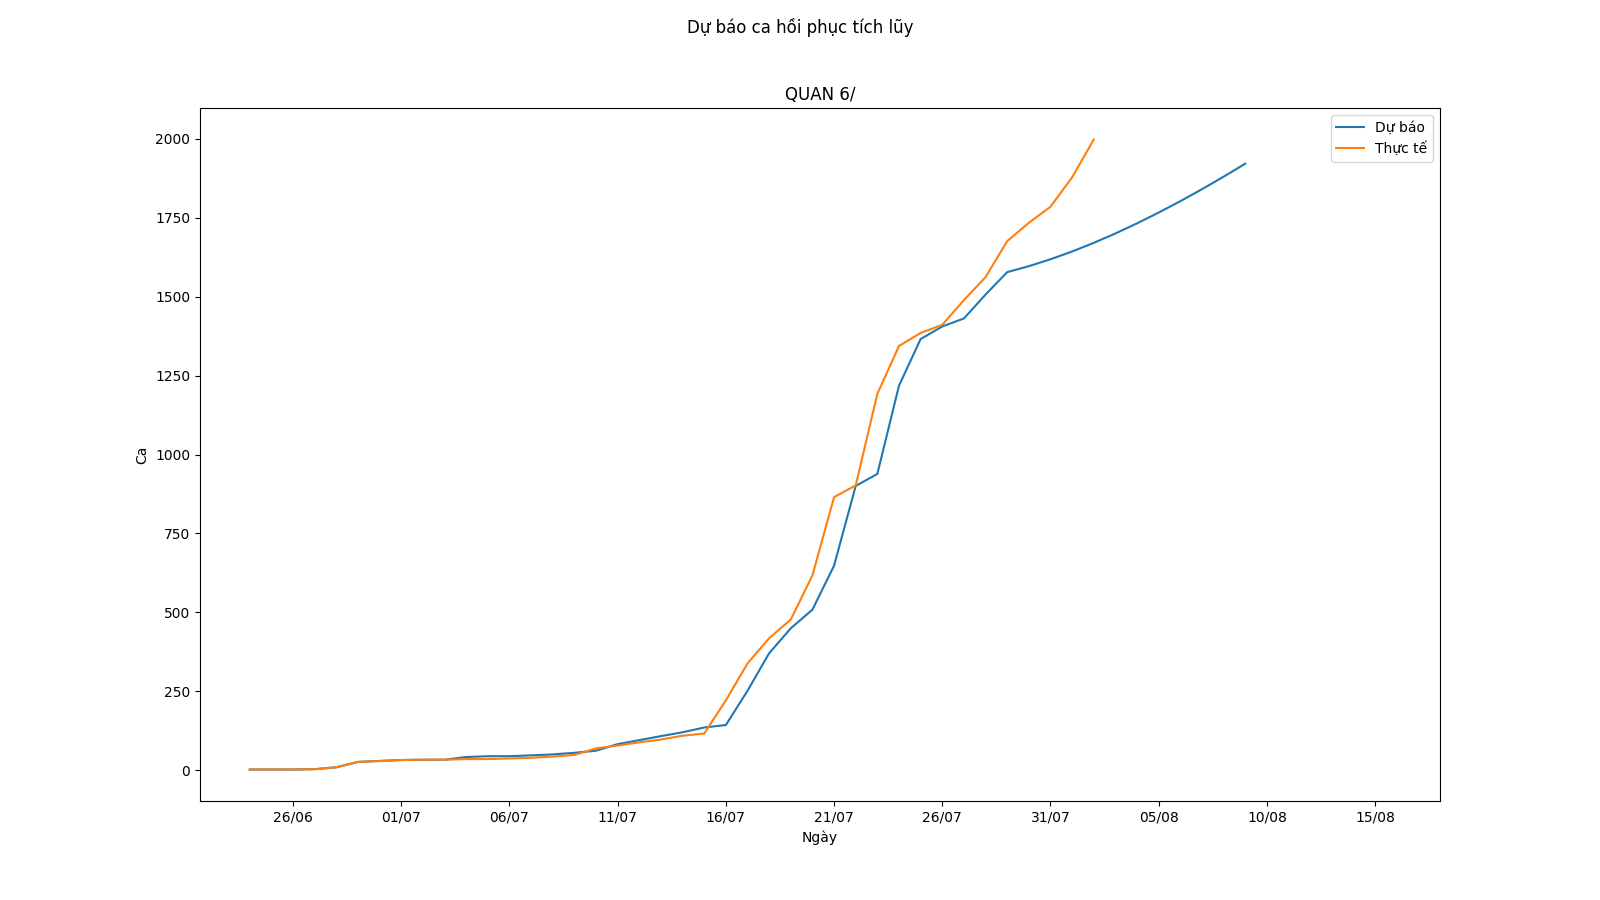 Dự báo ca hồi phục tích lũy
QUAN 6/
Dự báo
Thực tế
2000
1750
1500
1250
1000
750
500
250
0
Ca
26/06 01/07 06/07 11/07 16/07 21/07 26/07 31/07 05/08 10/08 15/08
Ngày